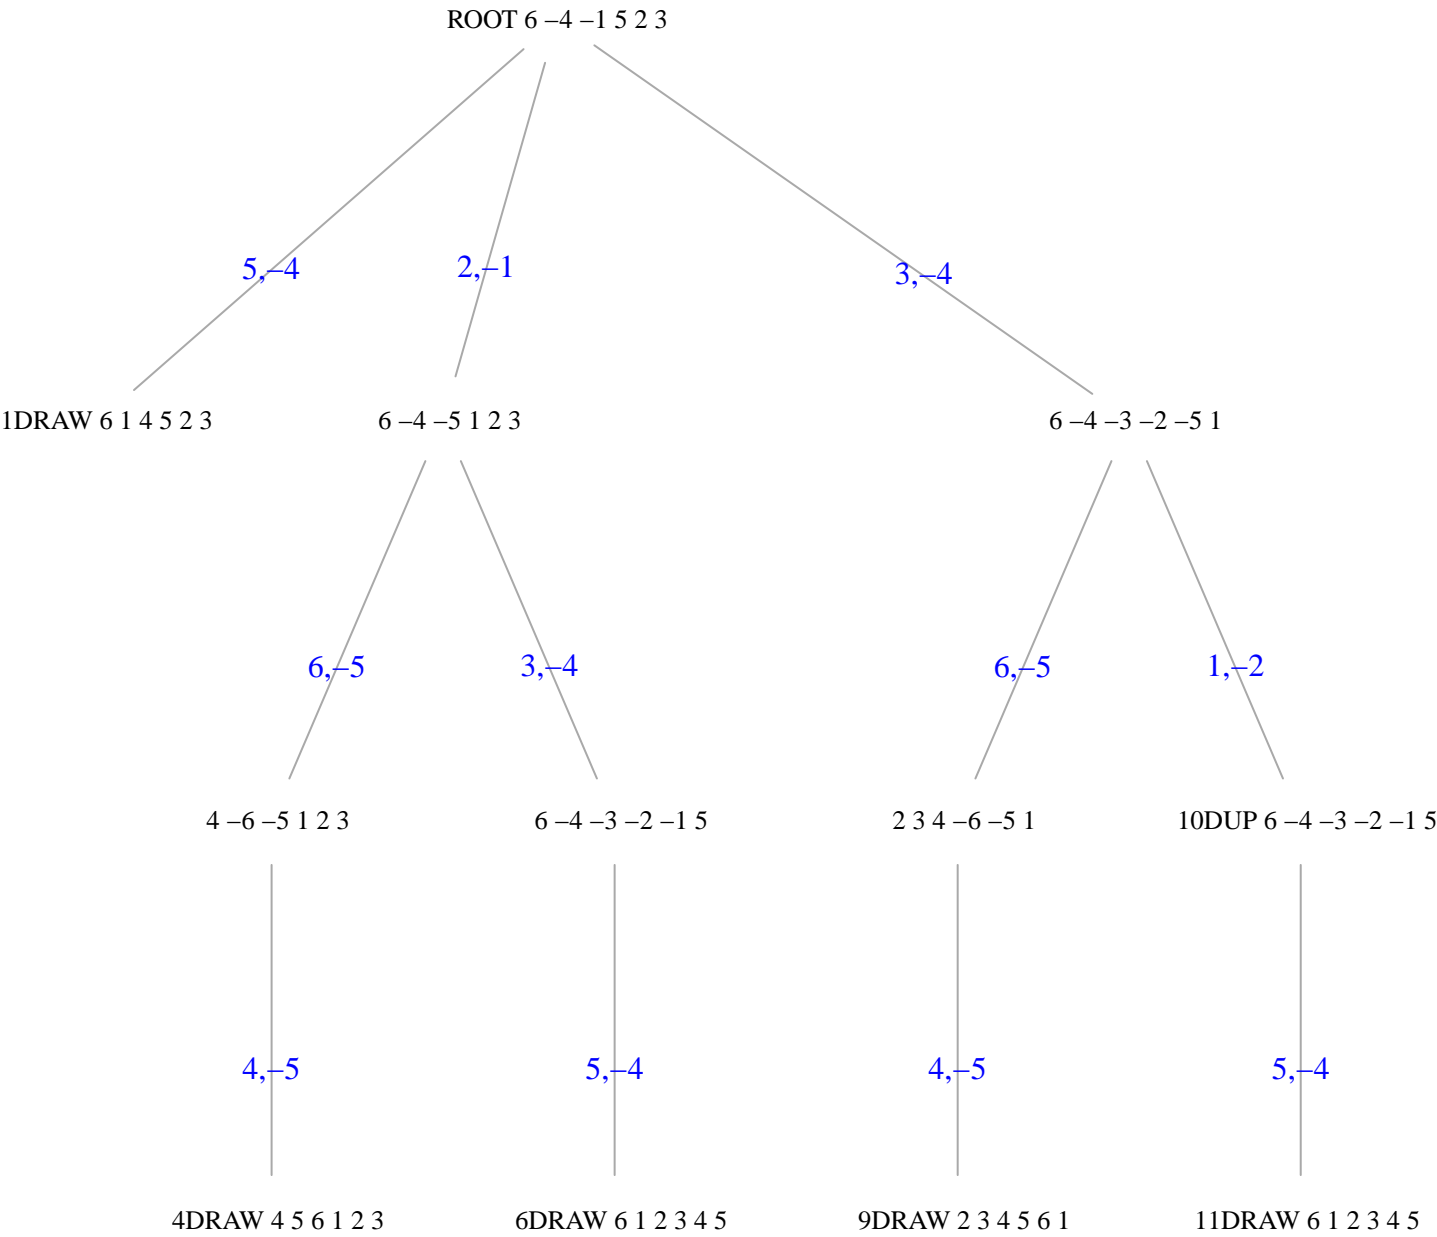 ROOT 6 –4 –1 5 2 3
5,–4
2,–1
3,–4
1DRAW 6 1 4 5 2 3
6 –4 –5 1 2 3
6 –4 –3 –2 –5 1
6,–5
3,–4
6,–5
1,–2
4 –6 –5 1 2 3
6 –4 –3 –2 –1 5
2 3 4 –6 –5 1
10DUP 6 –4 –3 –2 –1 5
4,–5
5,–4
4,–5
5,–4
4DRAW 4 5 6 1 2 3
6DRAW 6 1 2 3 4 5
9DRAW 2 3 4 5 6 1
11DRAW 6 1 2 3 4 5